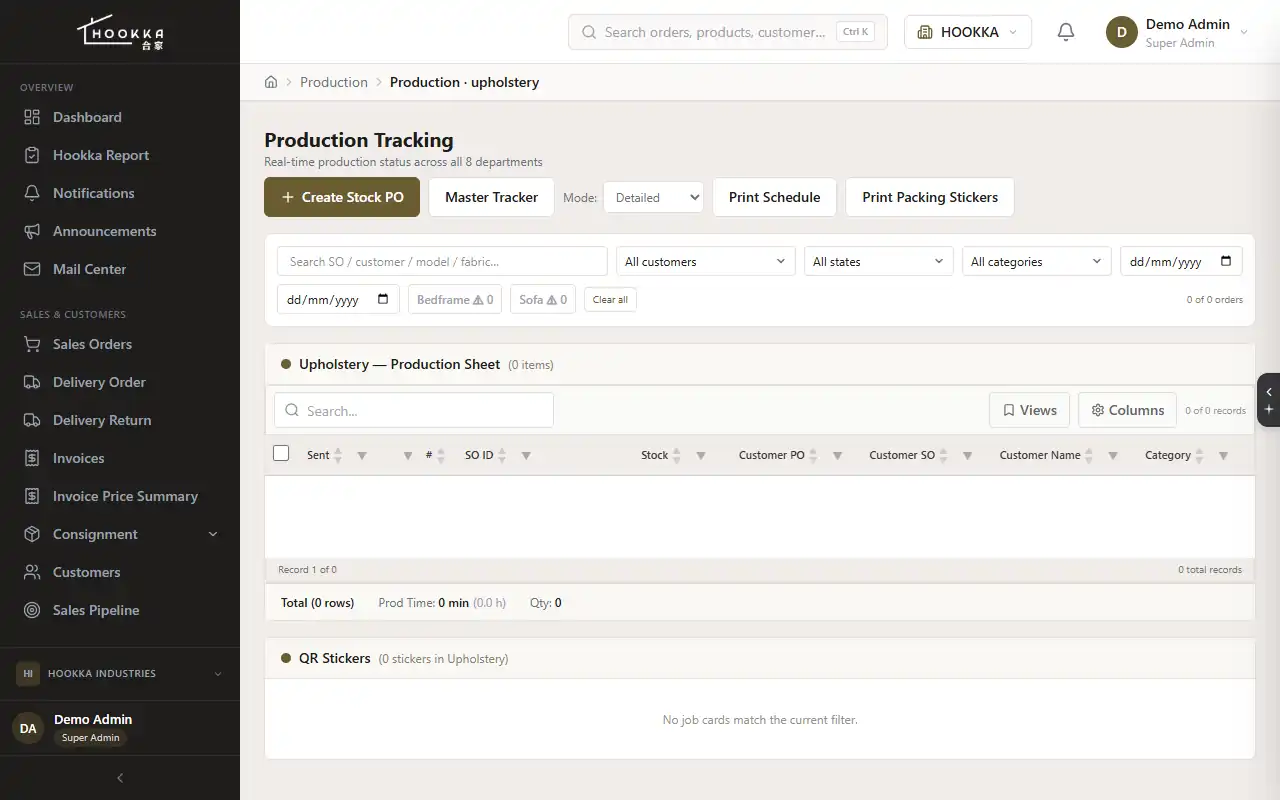 HOOKKA
合家
Search orders, products, customer... Ctrl K
HOOKKA
D
Demo Admin
Super Admin
OVERVIEW
Dashboard
Hookka Report
Notifications
Announcements
Mail Center
SALES & CUSTOMERS
Sales Orders
Delivery Order
Delivery Return
Invoices
Invoice Price Summary
Consignment
Customers
Sales Pipeline
HI HOOKKA INDUSTRIES
DA
Demo Admin
Super Admin
Production Production · upholstery
Production Tracking
Real-time production status across all 8 departments
Create Stock PO Master Tracker Mode: Detailed Print Schedule Print Packing Stickers
Search SO / customer / model / fabric... All customers All states All categories dd/mm/yyyy
dd/mm/yyyy Bedframe ⚠ 0 Sofa ⚠ 0 Clear all 0 of 0 orders
Upholstery — Production Sheet (0 items)
Search... Views Columns 0 of 0 records
Sent # SO ID Stock Customer PO Customer SO Customer Name Category
Record 1 of 0 0 total records
Total (0 rows) Prod Time: 0 min (0.0 h) Qty: 0
QR Stickers (0 stickers in Upholstery)
No job cards match the current filter.